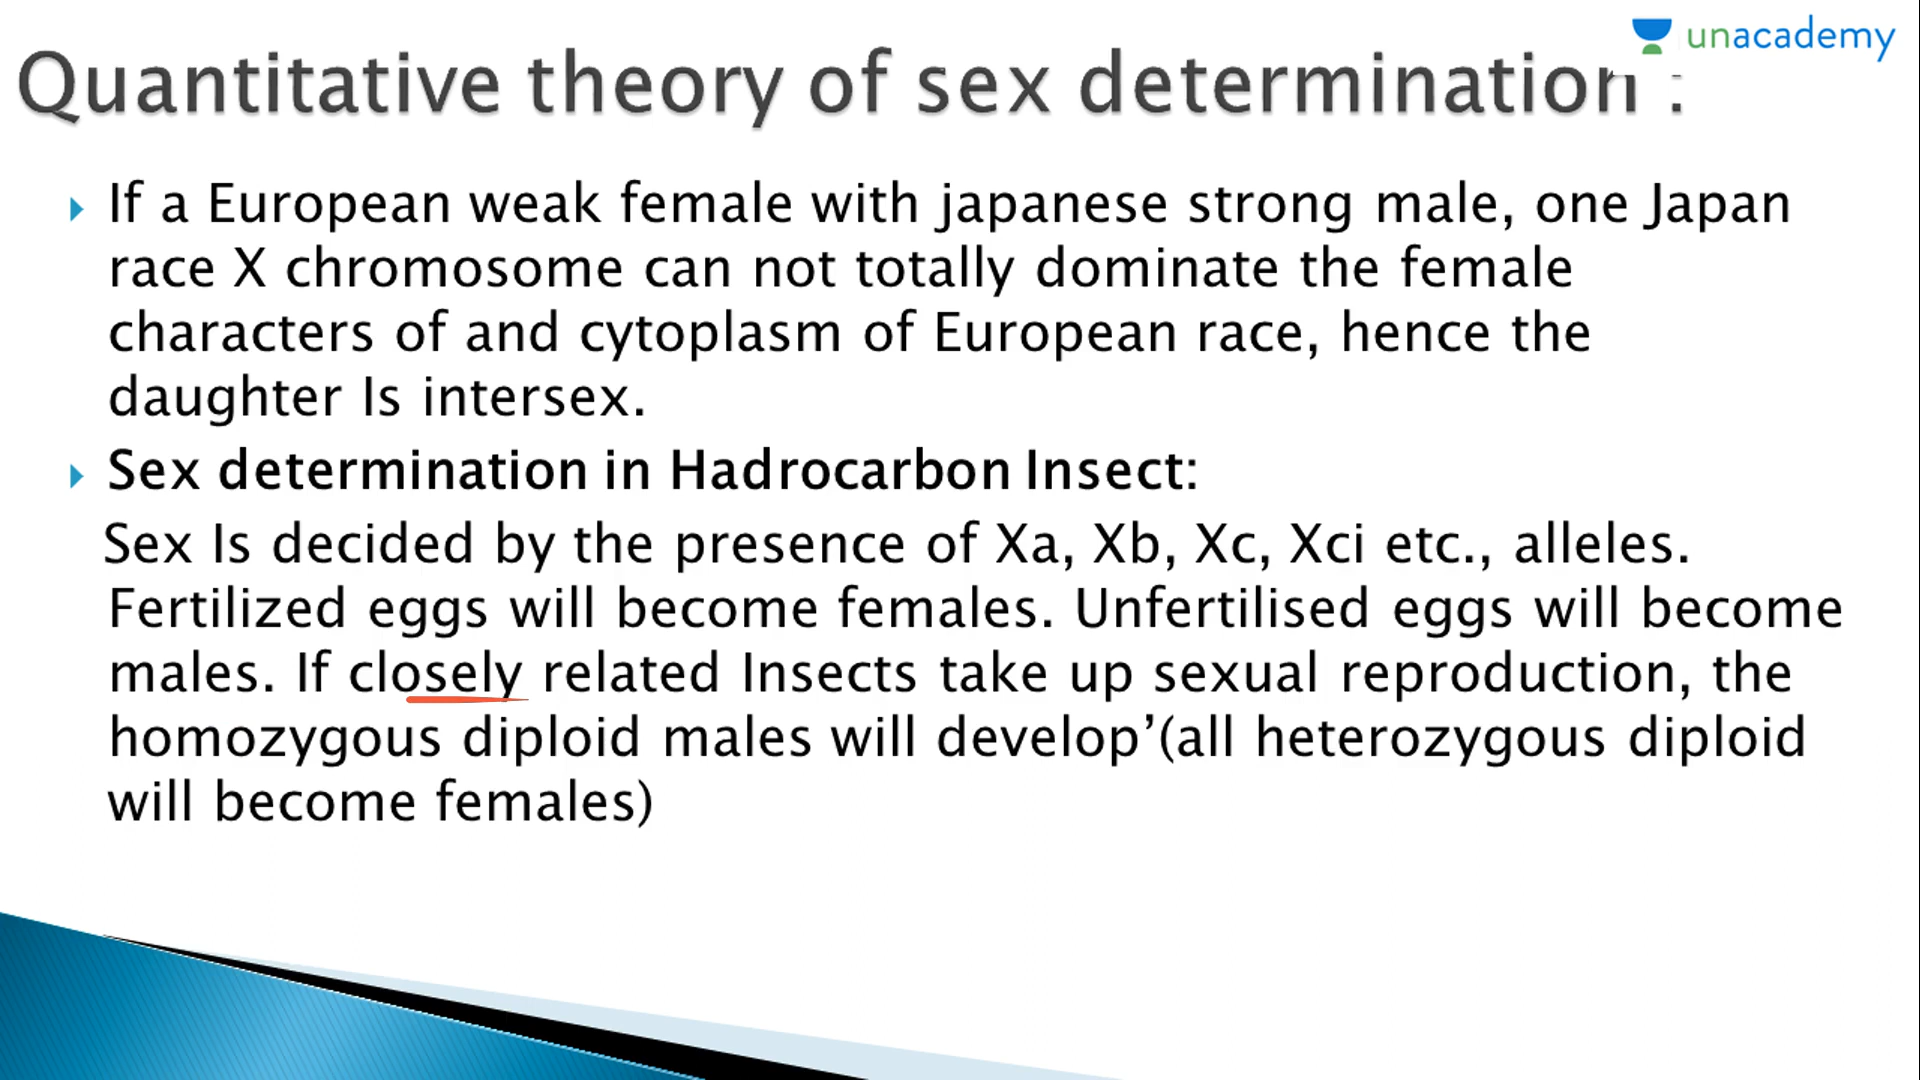 unacademy
Quantitative theory of sex determination :
If a European weak female with japanese strong male, one Japan
race X chromosome can not totally dominate the female
characters of and cytoplasm of European race, hence the
daughter Is intersex.
Sex determination in Hadrocarbon Insect:
Sex Is decided by the presence of Xa, Xb, Xc, Xci etc., alleles.
Fertilized eggs will become females. Unfertilised eggs will become
males. If closely related Insects take up sexual reproduction, the
homozygous diploid males will develop’(all heterozygous diploid
will become females)